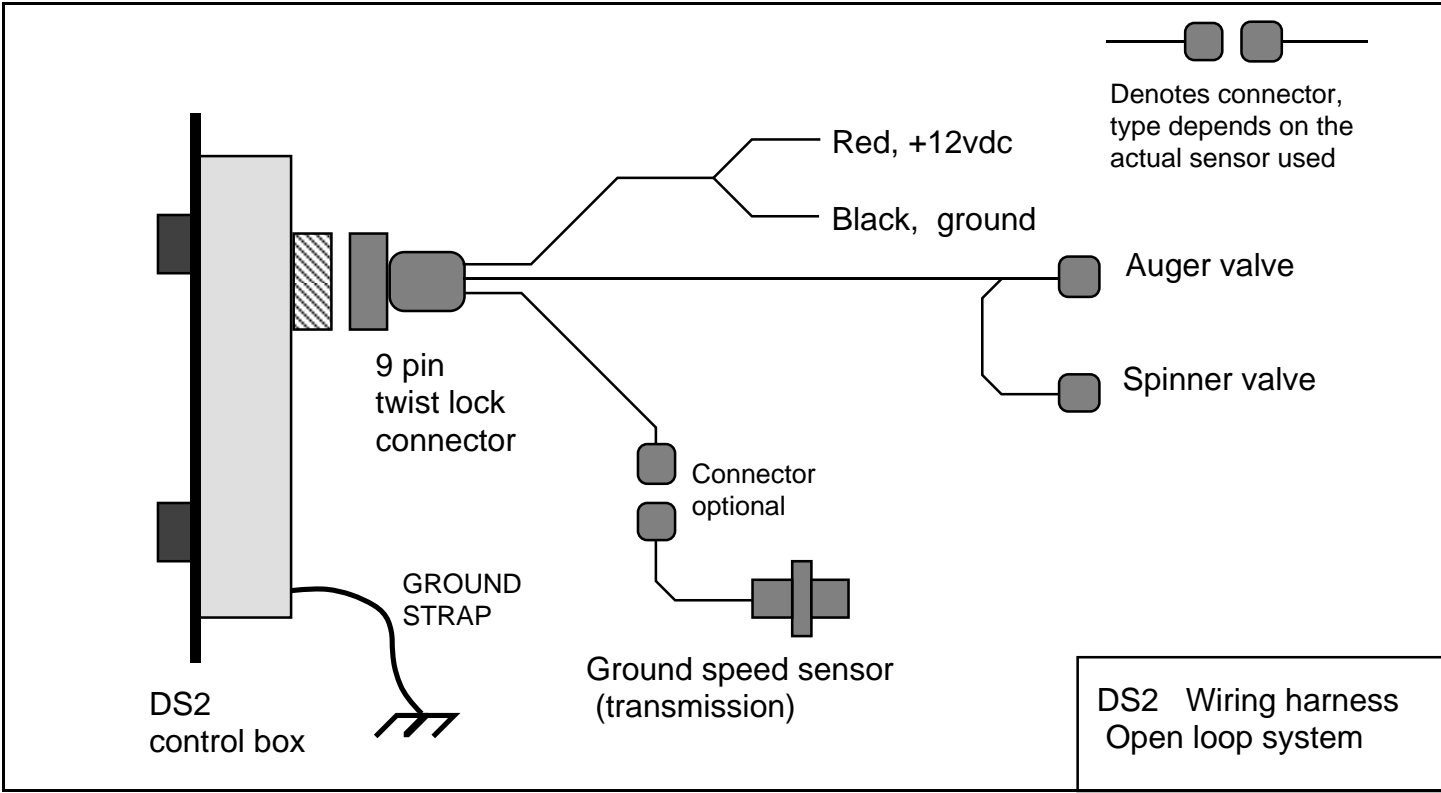 Denotes connector,
type depends on the
actual sensor used
Red, +12vdc
Black, ground
Auger valve
Spinner valve
9 pin
twist lock
connector
Connector
optional
GROUND
STRAP
Ground speed sensor
(transmission)
DS2
control box
DS2 Wiring harness
Open loop system